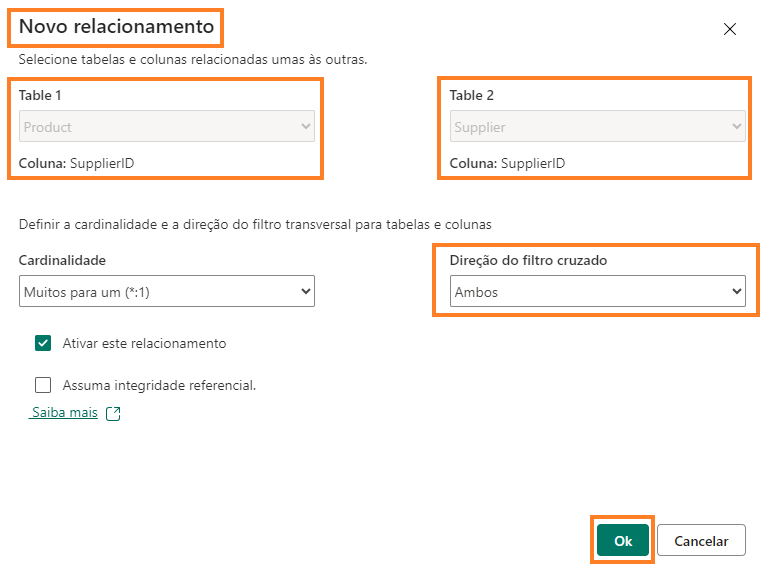 Novo relacionamento
Selecione tabelas e colunas relacionadas umas às outras.
Table 1
Table 2
Product
Supplier
Coluna: SupplierID
Coluna: SupplierID
Definir a cardinalidade e a direção do filtro transversal para tabelas e colunas
Cardinalidade
Direção do filtro cruzado
Muitos para um (*:1)
Ambos
Ativar este relacionamento
Assuma integridade referencial.
Saiba mais
Ok
Cancelar